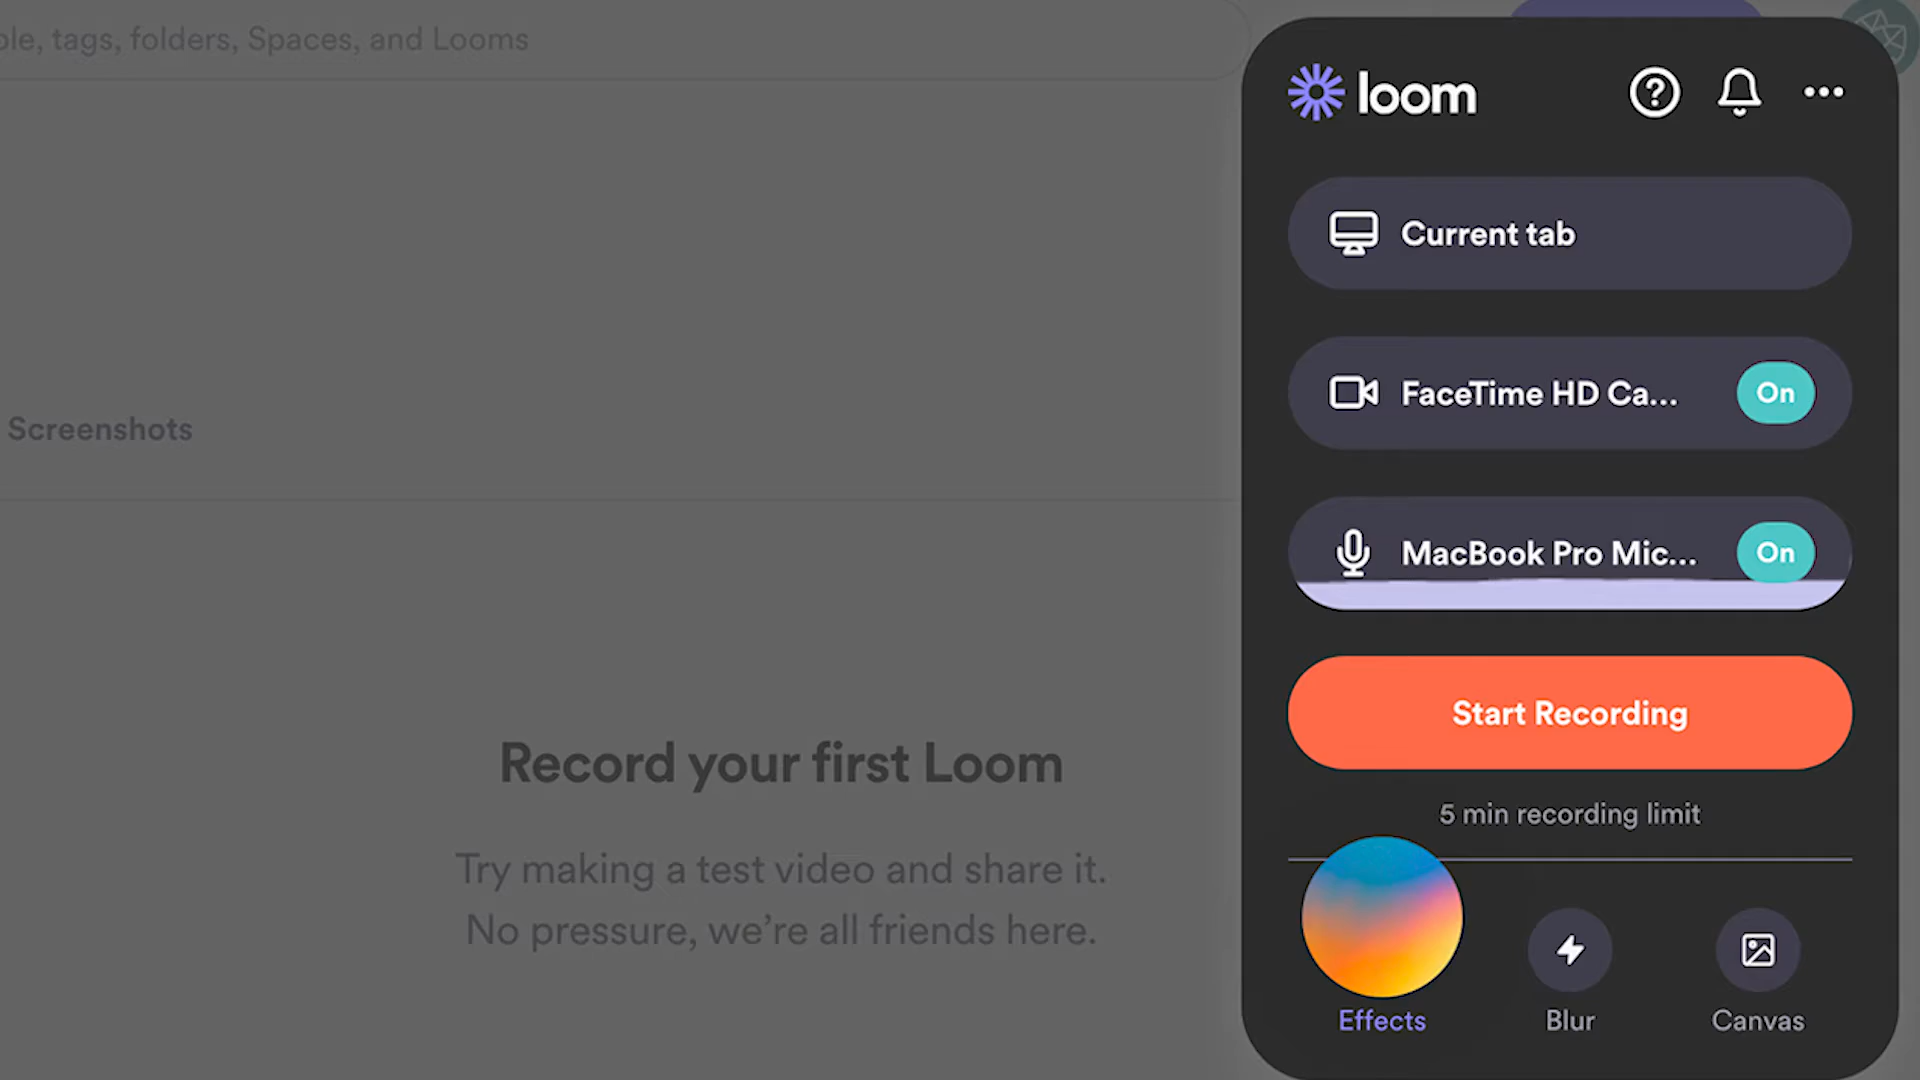 tags, folders, Spaces, and Looms
loom
Current tab
FaceTime HD Ca...
On
Screenshots
MacBook Pro Mic...
On
Start Recording
Record your first Loom
5 min recording limit
Try making a test video and share it.
No pressure, we're all friends here.
Effects
Blur
Canvas